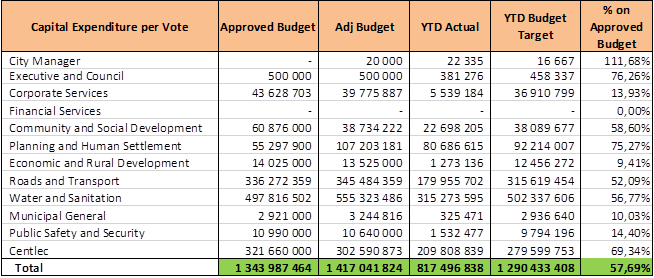 Capital Expenditure per Vote | Approved Budget | Adj Budget | YTD Actual | YTD Budget Target | % on Approved Budget
City Manager | - | 20 000 | 22 335 | 16 667 | 111,68%
Executive and Council | 500 000 | 500 000 | 381 276 | 458 337 | 76,26%
Corporate Services | 43 628 703 | 39 775 887 | 5 539 184 | 36 910 799 | 13,93%
Financial Services | - | - | - | - | 0,00%
Community and Social Development | 60 876 000 | 38 734 222 | 22 698 205 | 38 089 677 | 58,60%
Planning and Human Settlement | 55 297 900 | 107 203 181 | 80 686 615 | 92 214 007 | 75,27%
Economic and Rural Development | 14 025 000 | 13 525 000 | 1 273 136 | 12 456 272 | 9,41%
Roads and Transport | 336 272 359 | 345 484 359 | 179 955 702 | 315 619 454 | 52,09%
Water and Sanitation | 497 816 502 | 555 323 486 | 315 273 595 | 502 337 606 | 56,77%
Municipal General | 2 921 000 | 3 244 816 | 325 471 | 2 936 640 | 10,03%
Public Safety and Security | 10 990 000 | 10 640 000 | 1 532 477 | 9 794 196 | 14,40%
Centlec | 321 660 000 | 302 590 873 | 209 808 839 | 279 599 753 | 69,34%
Total | 1 343 987 464 | 1 417 041 824 | 817 496 838 | 1 290 433 408 | 57,69%